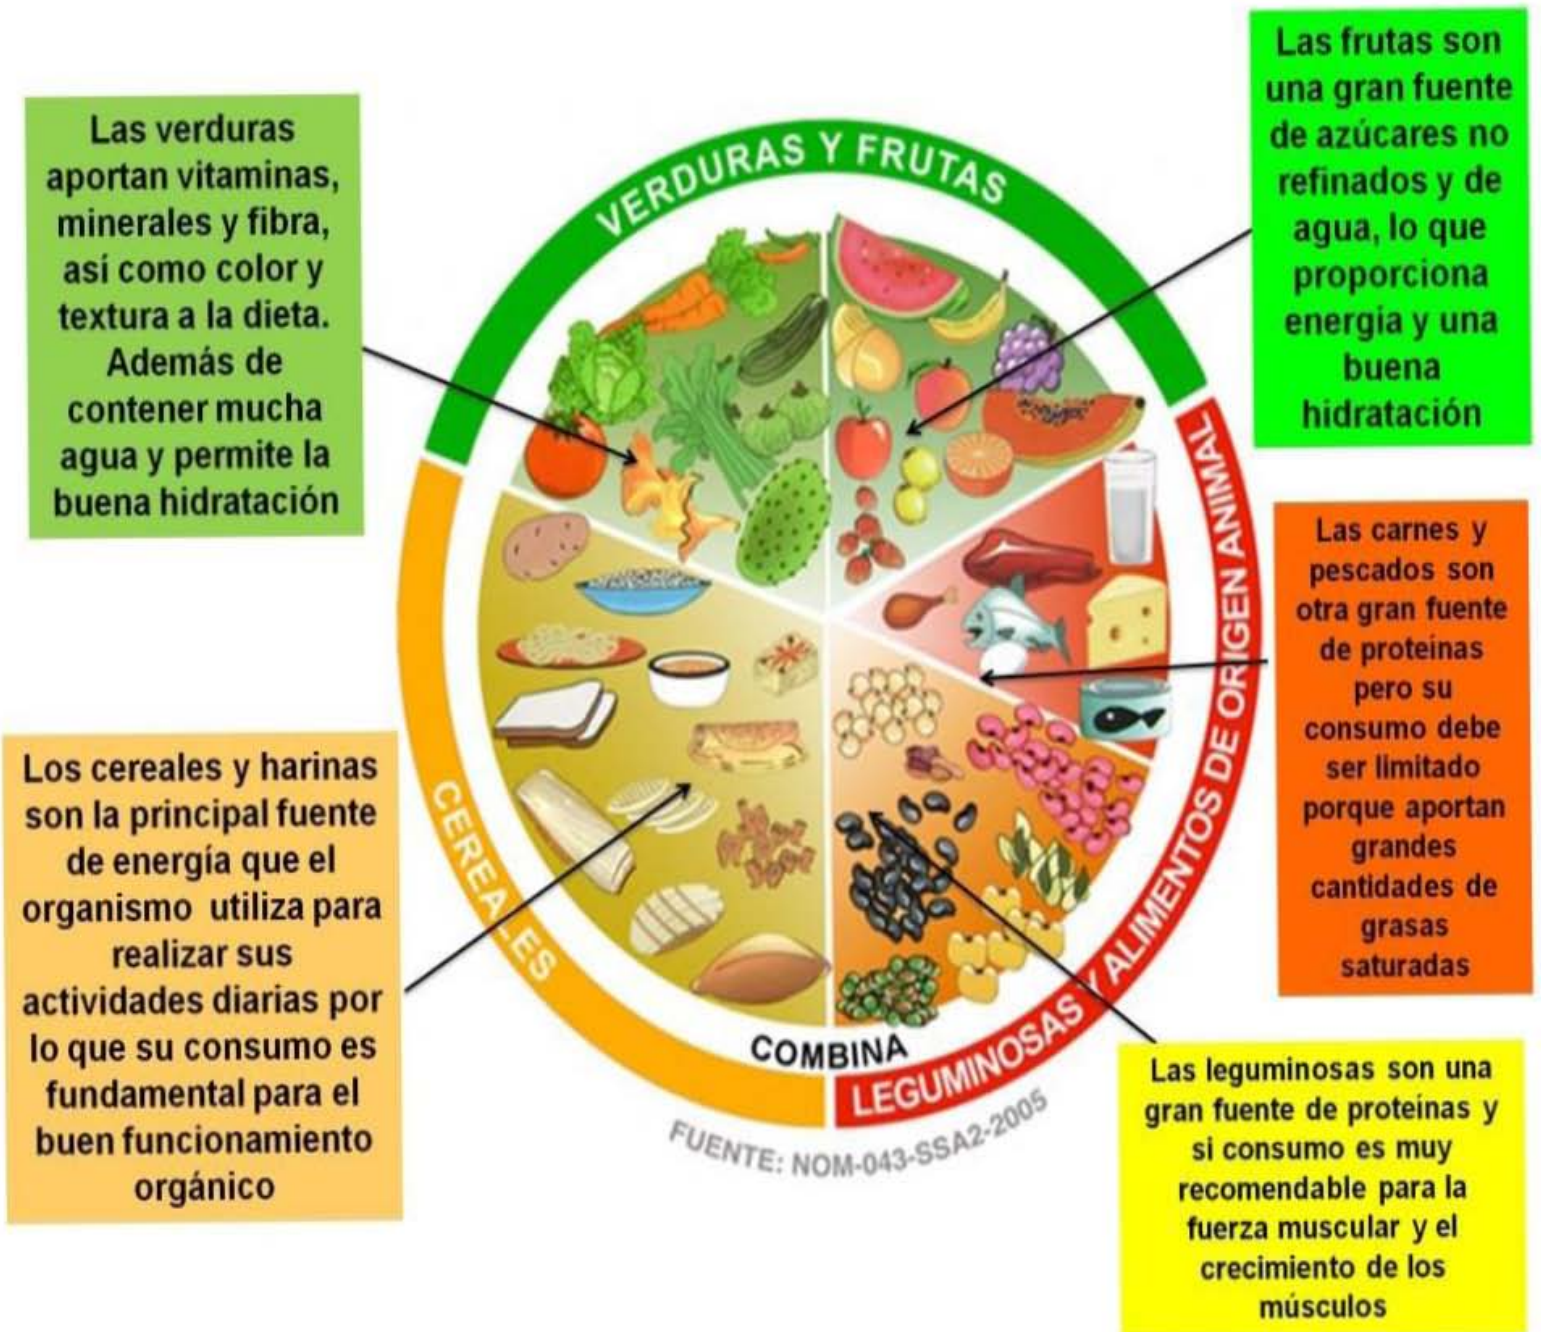 Las verduras
aportan vitaminas,
minerales y fibra,
así como color y
textura a la dieta.
Además de
contener mucha
agua y permite la
buena hidratación
VERDURAS Y FRUTAS
Las frutas son
una gran fuente
de azúcares no
refinados y de
agua, lo que
proporciona
energía y una
buena
hidratación
Las carnes y
pescados son
otra gran fuente
de proteínas
pero su
consumo debe
ser limitado
porque aportan
grandes
cantidades de
grasas
saturadas
Los cereales y harinas
son la principal fuente
de energía que el
organismo utiliza para
realizar sus
actividades diarias por
lo que su consumo es
fundamental para el
buen funcionamiento
orgánico
CEREALES
COMBINA
LEGUMINOSAS Y ALIMENTOS DE ORIGEN ANIMAL
FUENTE: NOM-043-SSA2-2005
Las leguminosas son una
gran fuente de proteínas y
si consumo es muy
recomendable para la
fuerza muscular y el
crecimiento de los
músculos